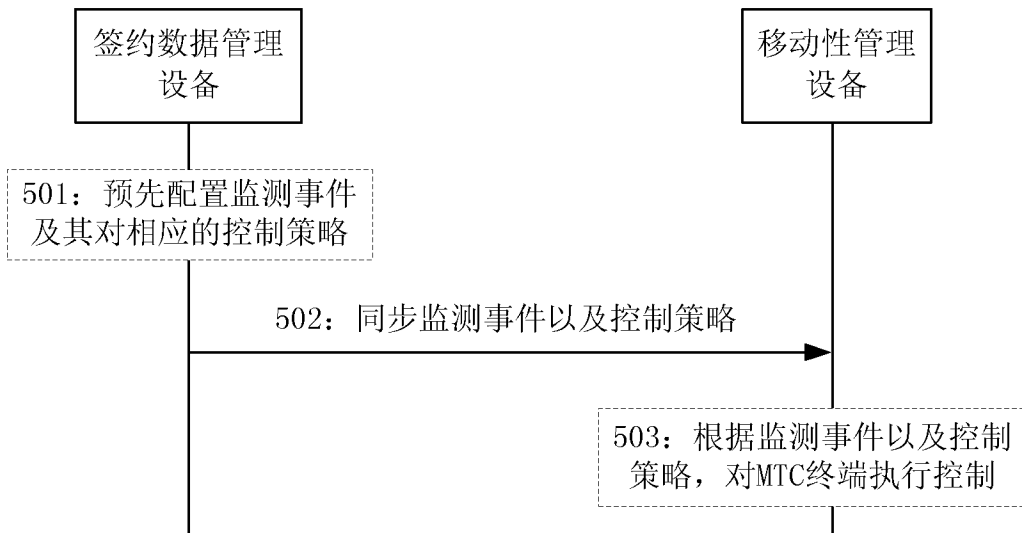 签约数据管理
设备
移动性管理
设备
501：预先配置监测事件
及其对相应的控制策略
502：同步监测事件以及控制策略
503：根据监测事件以及控制
策略，对MTC终端执行控制